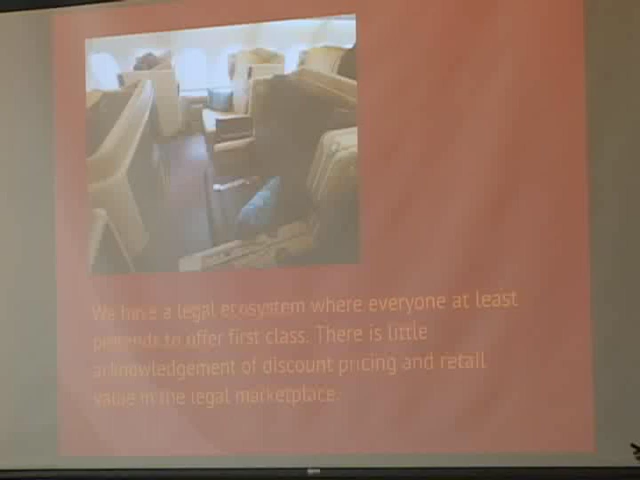 We have a legal ecosystem where everyone at least
pretends to offer first class. There is little
acknowledgement of discount pricing and retail
value in the legal marketplace.